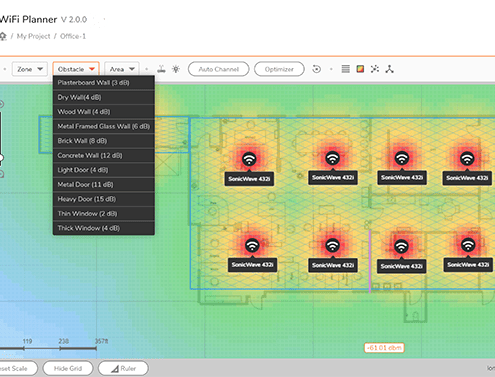 WiFi Planner V 2.0.0
/ My Project / Office-1
Zone Obstacle Area Auto Channel Optimizer
Plasterboard Wall (3 dB)
Dry Wall(4 dB)
Wood Wall (4 dB)
Metal Framed Glass Wall (6 dB)
Brick Wall (8 dB)
Concrete Wall (12 dB)
Light Door (4 dB)
Metal Door (11 dB)
Heavy Door (15 dB)
Thin Window (2 dB)
Thick Window (4 dB)
SonicWave 432i SonicWave 432i SonicWave 432i SonicWave 432i
SonicWave 432i SonicWave 432i SonicWave 432i SonicWave 432i
119 238 357ft
-61.01 dBm
eset Scale Hide Grid Ruler